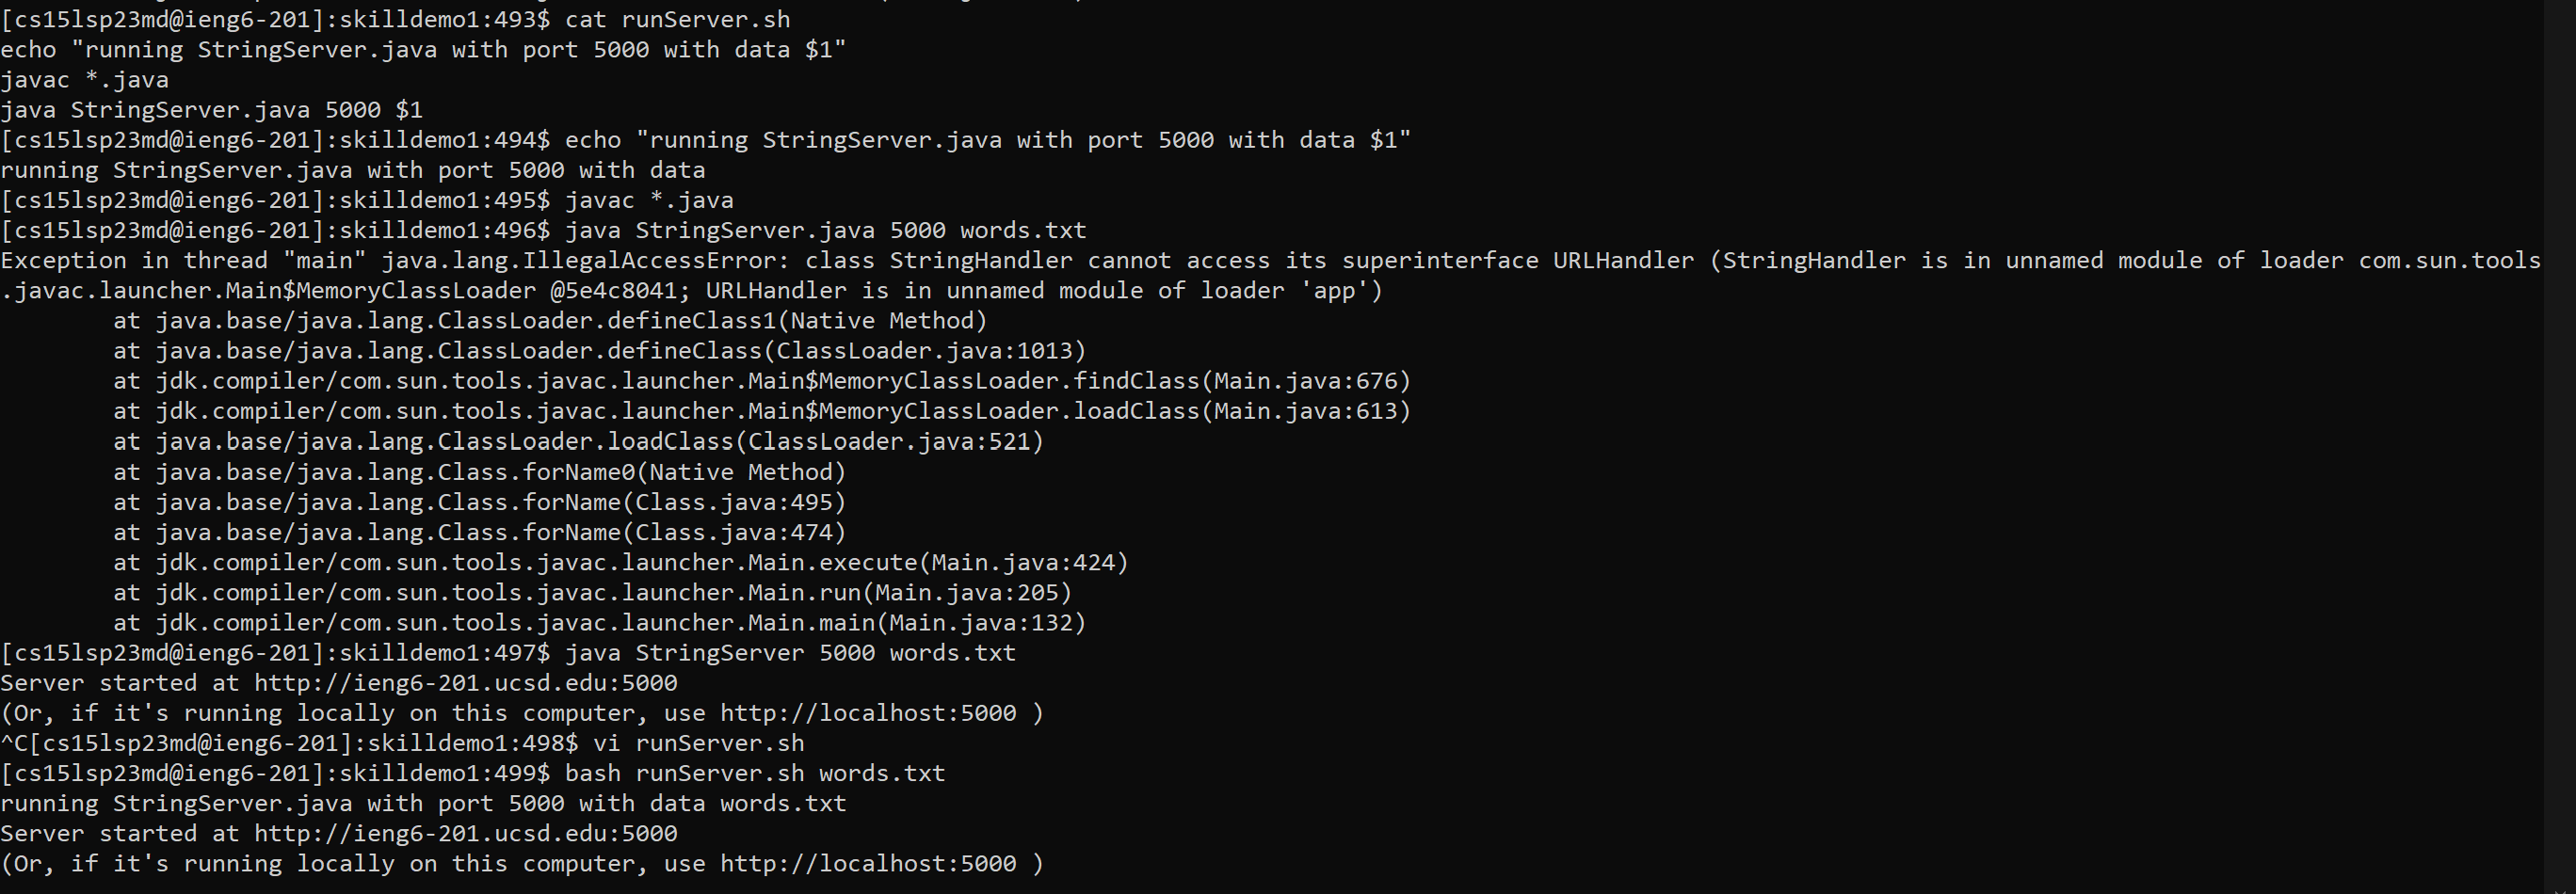 [cs15lsp23md@ieng6-201]:skilldemo1:493$ cat runServer.sh
echo "running StringServer.java with port 5000 with data $1"
javac *.java
java StringServer.java 5000 $1
[cs15lsp23md@ieng6-201]:skilldemo1:494$ echo "running StringServer.java with port 5000 with data $1"
running StringServer.java with port 5000 with data
[cs15lsp23md@ieng6-201]:skilldemo1:495$ javac *.java
[cs15lsp23md@ieng6-201]:skilldemo1:496$ java StringServer.java 5000 words.txt
Exception in thread "main" java.lang.IllegalAccessError: class StringHandler cannot access its superinterface URLHandler (StringHandler is in unnamed module of loader com.sun.tools
.javac.launcher.Main$MemoryClassLoader @5e4c8041; URLHandler is in unnamed module of loader 'app')
        at java.base/java.lang.ClassLoader.defineClass1(Native Method)
        at java.base/java.lang.ClassLoader.defineClass(ClassLoader.java:1013)
        at jdk.compiler/com.sun.tools.javac.launcher.Main$MemoryClassLoader.findClass(Main.java:676)
        at jdk.compiler/com.sun.tools.javac.launcher.Main$MemoryClassLoader.loadClass(Main.java:613)
        at java.base/java.lang.ClassLoader.loadClass(ClassLoader.java:521)
        at java.base/java.lang.Class.forName0(Native Method)
        at java.base/java.lang.Class.forName(Class.java:495)
        at java.base/java.lang.Class.forName(Class.java:474)
        at jdk.compiler/com.sun.tools.javac.launcher.Main.execute(Main.java:424)
        at jdk.compiler/com.sun.tools.javac.launcher.Main.run(Main.java:205)
        at jdk.compiler/com.sun.tools.javac.launcher.Main.main(Main.java:132)
[cs15lsp23md@ieng6-201]:skilldemo1:497$ java StringServer 5000 words.txt
Server started at http://ieng6-201.ucsd.edu:5000
(Or, if it's running locally on this computer, use http://localhost:5000 )
^C[cs15lsp23md@ieng6-201]:skilldemo1:498$ vi runServer.sh
[cs15lsp23md@ieng6-201]:skilldemo1:499$ bash runServer.sh words.txt
running StringServer.java with port 5000 with data words.txt
Server started at http://ieng6-201.ucsd.edu:5000
(Or, if it's running locally on this computer, use http://localhost:5000 )